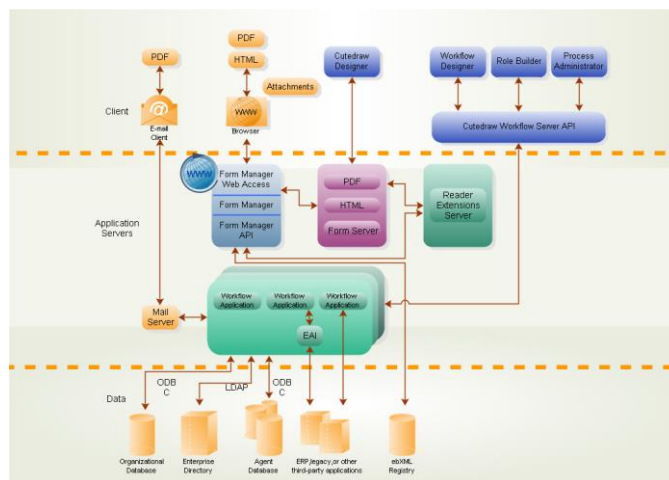 PDF
PDF
HTML
Attachments
Cutedraw
Designer
Workflow
Designer
Role Builder
Process
Administrator
Client
E-mail
Client
WWW
Browser
Cutedraw Workflow Server API
WWW
Form Manager
Web Access
Form Manager
Form Manager
API
PDF
HTML
Form Server
Reader
Extensions
Server
Application
Servers
Mail
Server
Workflow
Application
Workflow
Application
Workflow
Application
EAI
Data
ODB
C
LDAP
ODB
C
Organizational
Database
Enterprise
Directory
Agent
Database
ERP,legacy,or other
third-party applications
ebXML
Registry